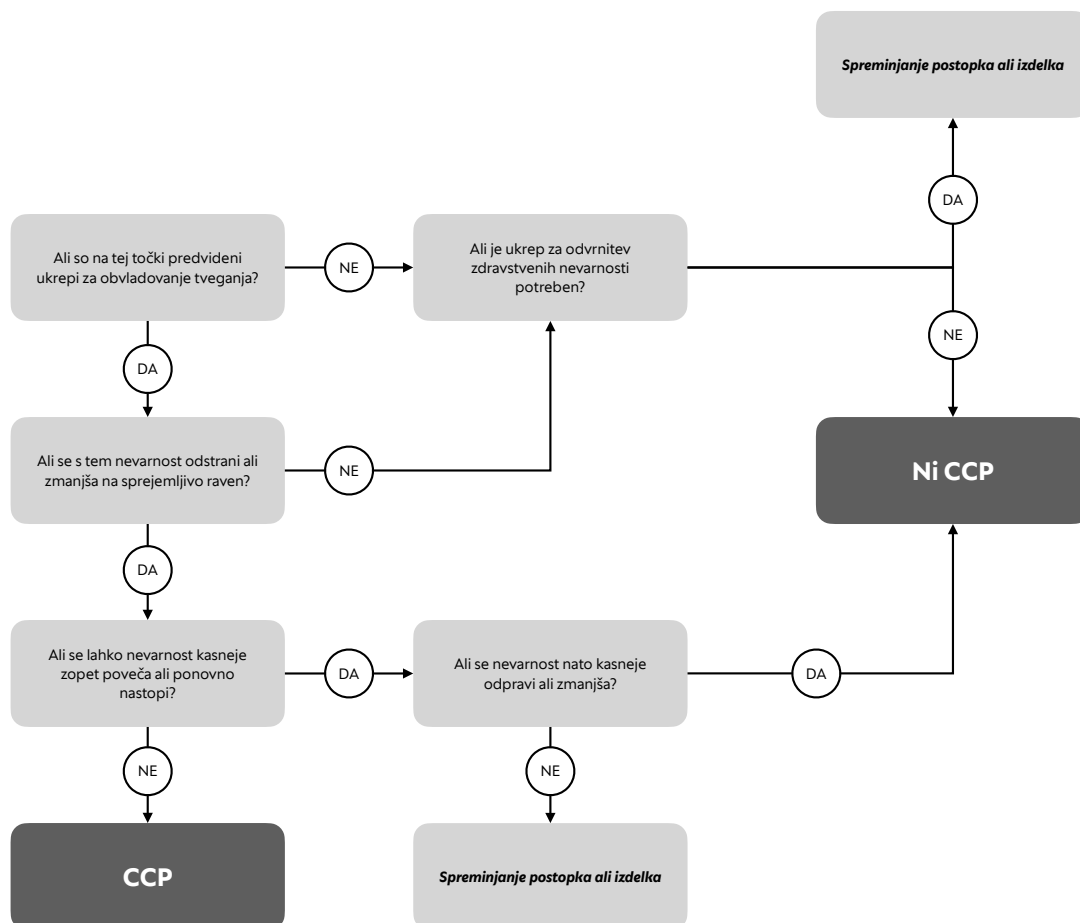 Spreminjanje postopka ali izdelka
DA
Ali so na tej točki predvideni
ukrepi za obvladovanje tveganja?
NE
Ali je ukrep za odvrnitev
zdravstvenih nevarnosti
potreben?
DA
NE
Ali se s tem nevarnost odstrani ali
zmanjša na sprejemljivo raven?
NE
Ni CCP
DA
Ali se lahko nevarnost kasneje
zopet poveča ali ponovno
nastopi?
DA
Ali se nevarnost nato kasneje
odpravi ali zmanjša?
DA
NE
NE
CCP
Spreminjanje postopka ali izdelka